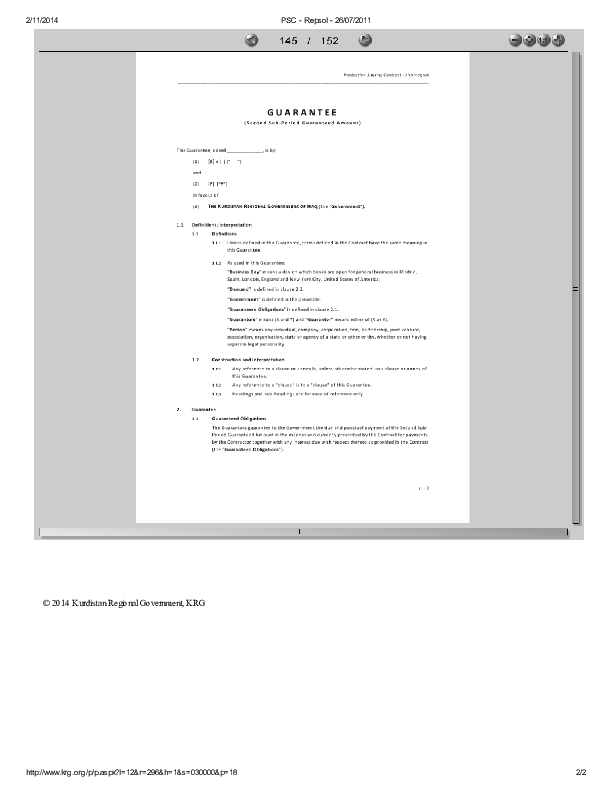 2/11/2014 PSC - Repsol - 26/07/2011
145 / 152
Production Sharing Contract –
GUARANTEE
(Second Sub-Period Guaranteed Amount)
This Guarantee, dated ____________, is by:
(1)
and
(2)
in favour of
(3) THE KURDISTAN REGIONAL GOVERNMENT OF IRAQ (the "Government").
1.1 Definitions; interpretation
1.1 Definitions
1.1.1 Unless defined in this Guarantee, terms defined in the Contract have the same meaning in
this Guarantee.
1.1.2 As used in this Guarantee:
"Business Day" means a day on which banks are open for general business in Madrid,
Spain, London, England and New York City, United States of America;
"Demand" is defined in clause 2.3.
"Government" is defined in the preamble.
"Guaranteed Obligations" is defined in clause 2.1.
"Guarantors" means [X and Y] and "Guarantor" means either of [X or Y].
"Person" means any individual, company, corporation, firm, partnership, joint venture,
association, organisation, state or agency of a state or other entity, whether or not having
separate legal personality.
1.2 Construction and interpretation
1.2.1 Any reference to a clause or annex is, unless otherwise stated, to a clause or annex of
this Guarantee.
1.2.2 Any reference to a "clause" is to a "clause" of this Guarantee.
1.2.3 Headings and sub-headings are for ease of reference only.
2. Guarantee
2.1 Guaranteed Obligations
The Guarantors guarantee to the Government the due and punctual payment of the Second Sub-
Period Guaranteed Amount in the manner and currency prescribed by the Contract for payments
by the Contractor together with any interest due with respect thereto as provided in the Contract
(the "Guaranteed Obligations").
© 2014 Kurdistan Regional Government, KRG
http://www.krg.org/p/p.aspx?l=12&r=296&h=1&s=030000&p=18 2/2